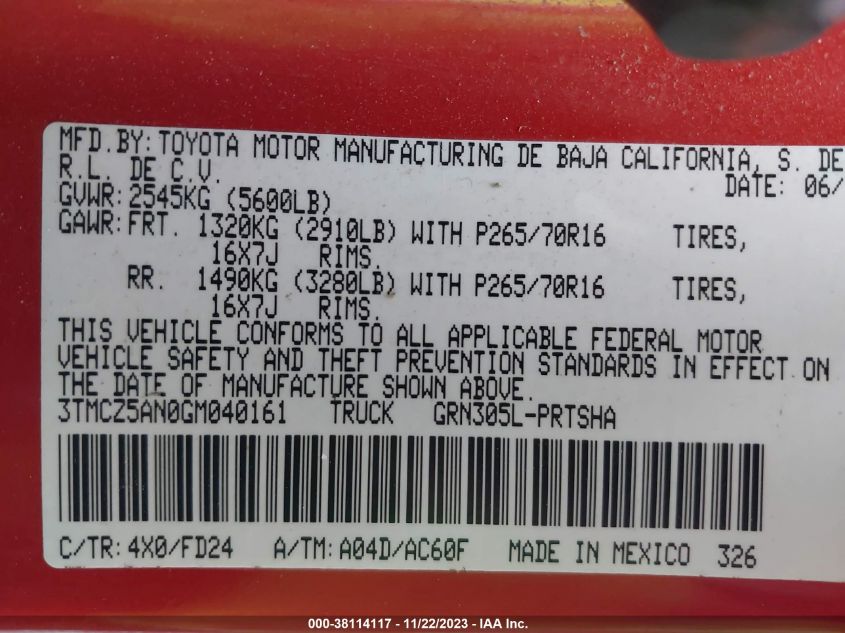 MFD.BY: TOYOTA MOTOR MANUFACTURING DE BAJA CALIFORNIA, S. DE
R.L. DE C.V.
DATE: 06/
GVWR: 2545KG (5600LB)
GAWR: FRT. 1320KG (2910LB) WITH P265/70R16 TIRES,
16X7J RIMS.
RR. 1490KG (3280LB) WITH P265/70R16 TIRES,
16X7J RIMS.
THIS VEHICLE CONFORMS TO ALL APPLICABLE FEDERAL MOTOR
VEHICLE SAFETY AND THEFT PREVENTION STANDARDS IN EFFECT ON
THE DATE OF MANUFACTURE SHOWN ABOVE.
3TMCZ5AN0GM040161 TRUCK GRN305L-PRTSHA
C/TR: 4X0/FD24 A/TM: A04D/AC60F MADE IN MEXICO 326
000-38114117 - 11/22/2023 - IAA Inc.